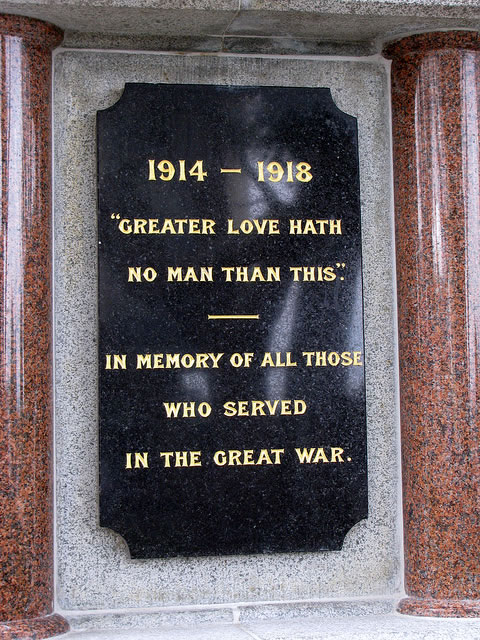 1914 — 1918
“GREATER LOVE HATH
NO MAN THAN THIS”.
IN MEMORY OF ALL THOSE
WHO SERVED
IN THE GREAT WAR.